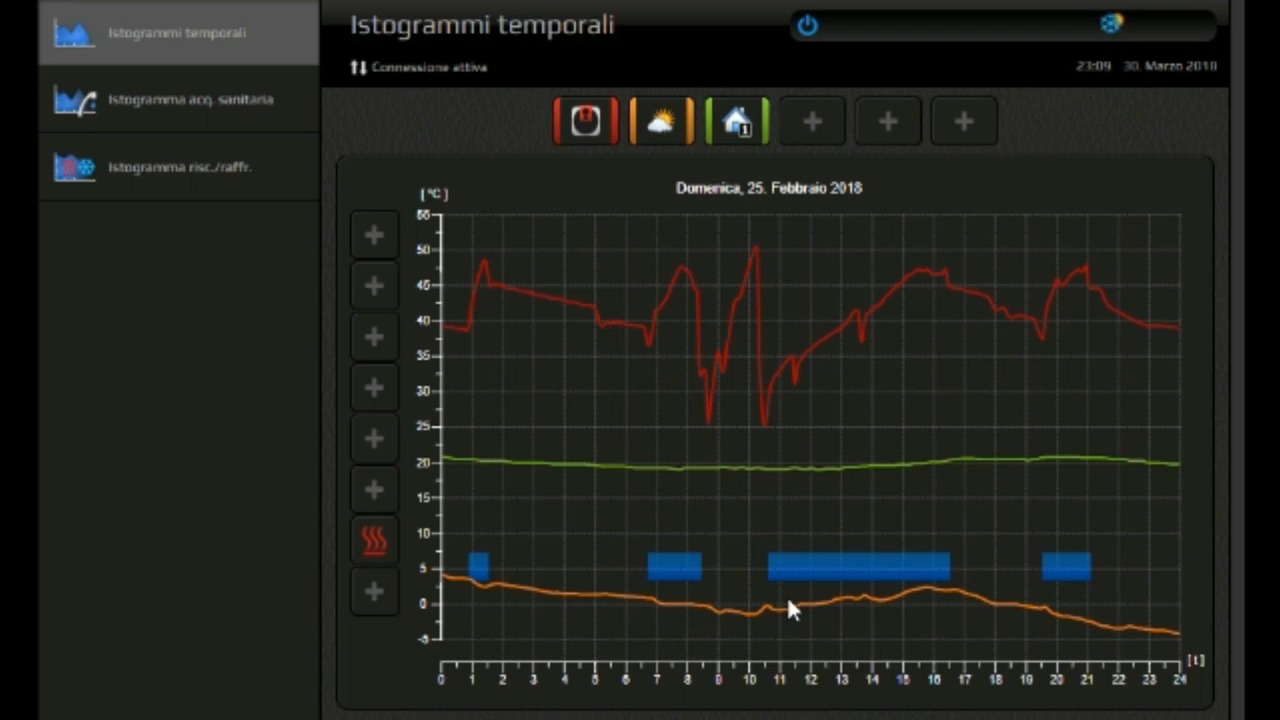 Istogrammi temporali
Istogramma acq. sanitaria
Istogramma risc./raffr.
Istogrammi temporali
Connessione attiva
23:09 30. Marzo 2018
1
Domenica, 25. Febbraio 2018
[°C]
55
50
45
40
35
30
25
20
15
10
5
0
-5
[t]
0 1 2 3 4 5 6 7 8 9 10 11 12 13 14 15 16 17 18 19 20 21 22 23 24